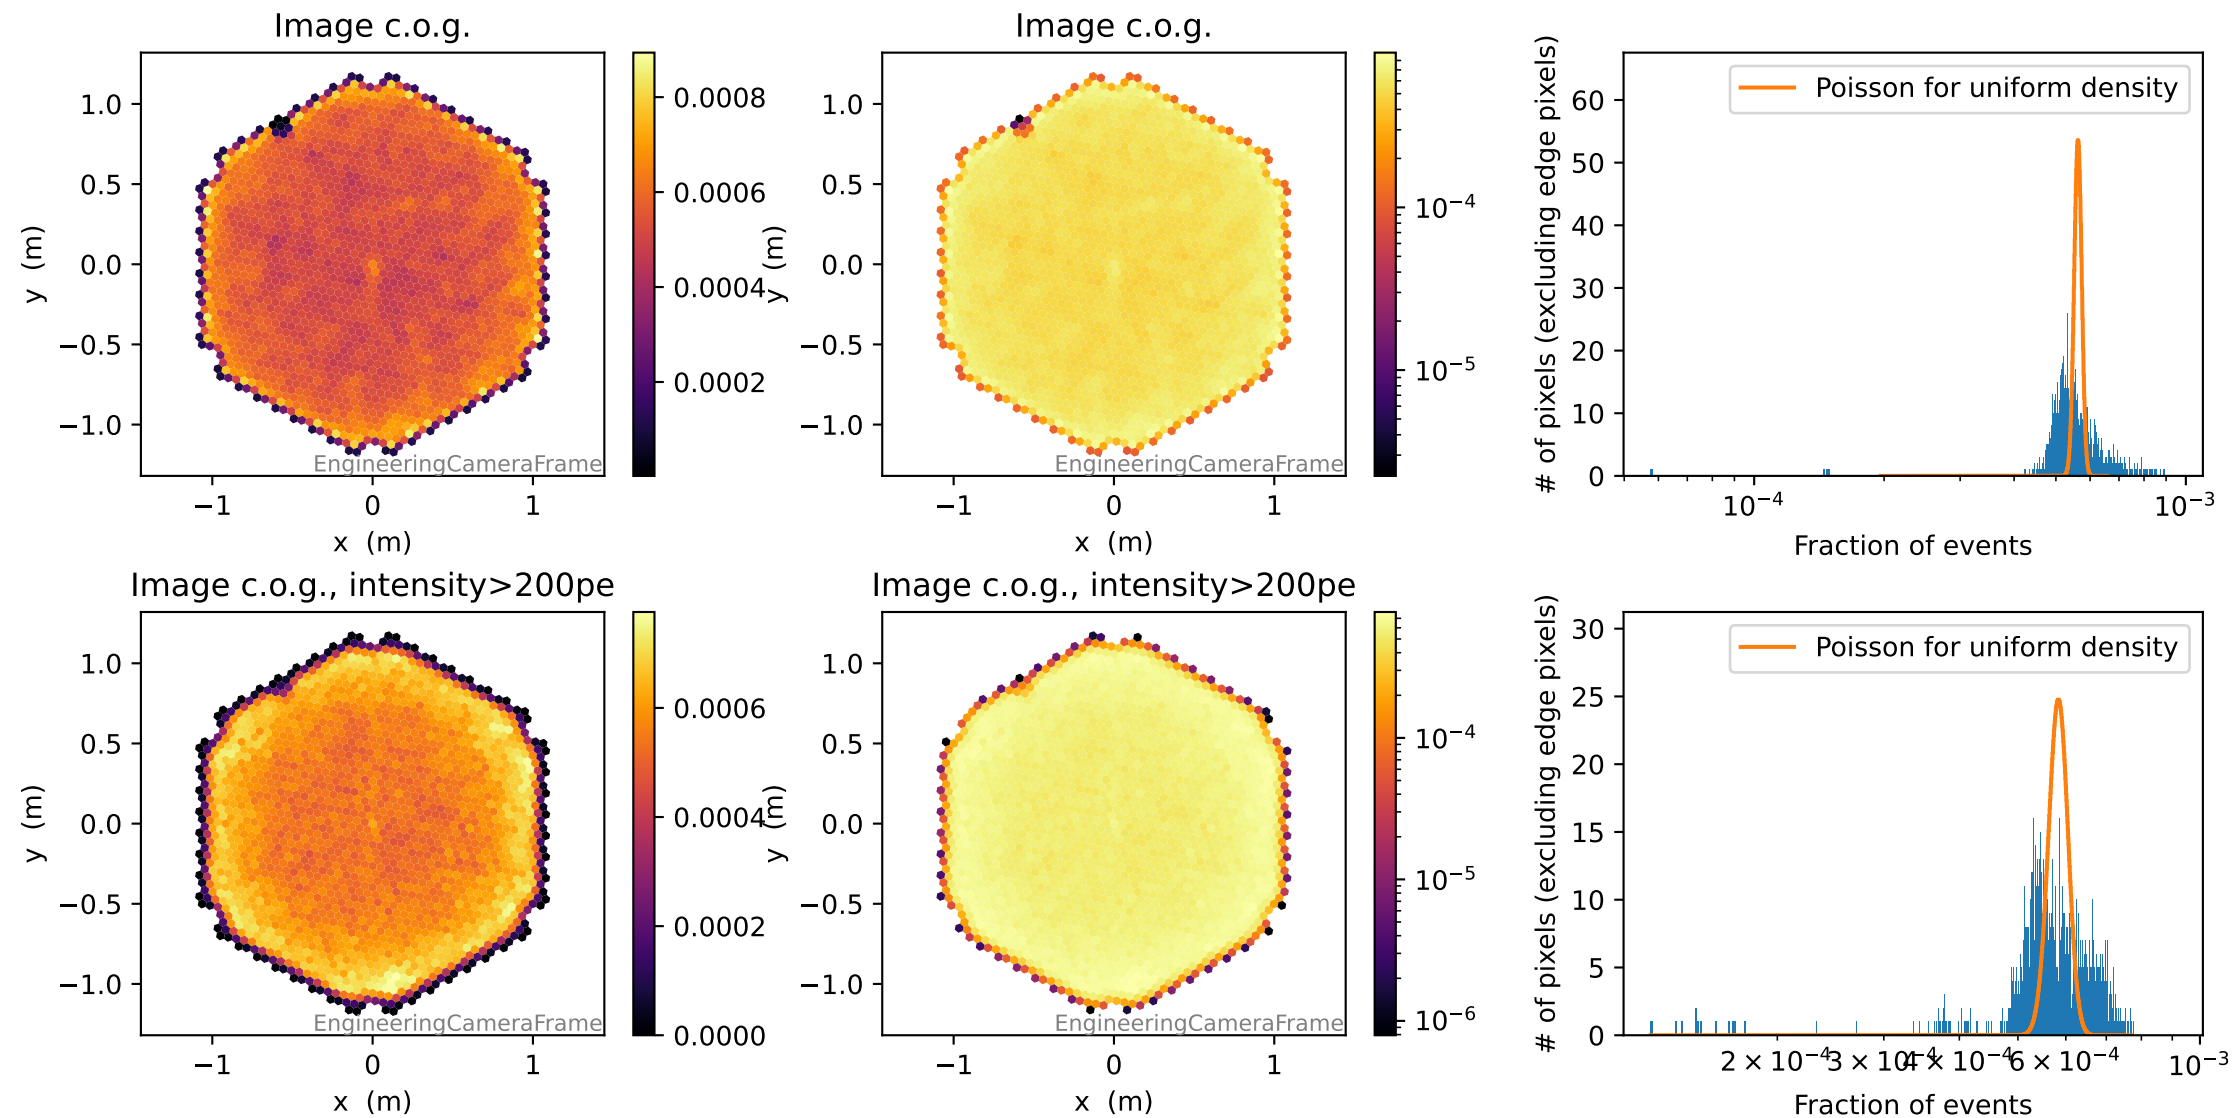 Image c.o.g.
1.0
0.5
0.0
−0.5
−1.0
y (m)
−1
0
1
x (m)
EngineeringCameraFrame
0.0008
0.0006
0.0004
0.0002
Image c.o.g.
1.0
0.5
0.0
−0.5
−1.0
y (m)
−1
0
1
x (m)
EngineeringCameraFrame
10⁻⁴
10⁻⁵
# of pixels (excluding edge pixels)
60
50
40
30
20
10
0
Poisson for uniform density
10⁻⁴
10⁻³
Fraction of events
Image c.o.g., intensity>200pe
1.0
0.5
0.0
−0.5
−1.0
y (m)
−1
0
1
x (m)
EngineeringCameraFrame
0.0006
0.0004
0.0002
0.0000
Image c.o.g., intensity>200pe
1.0
0.5
0.0
−0.5
−1.0
y (m)
−1
0
1
x (m)
EngineeringCameraFrame
10⁻⁴
10⁻⁵
10⁻⁶
# of pixels (excluding edge pixels)
30
25
20
15
10
5
0
Poisson for uniform density
2 × 10⁻⁴
3 × 10⁻⁴
4 × 10⁻⁴
6 × 10⁻⁴
10⁻³
Fraction of events